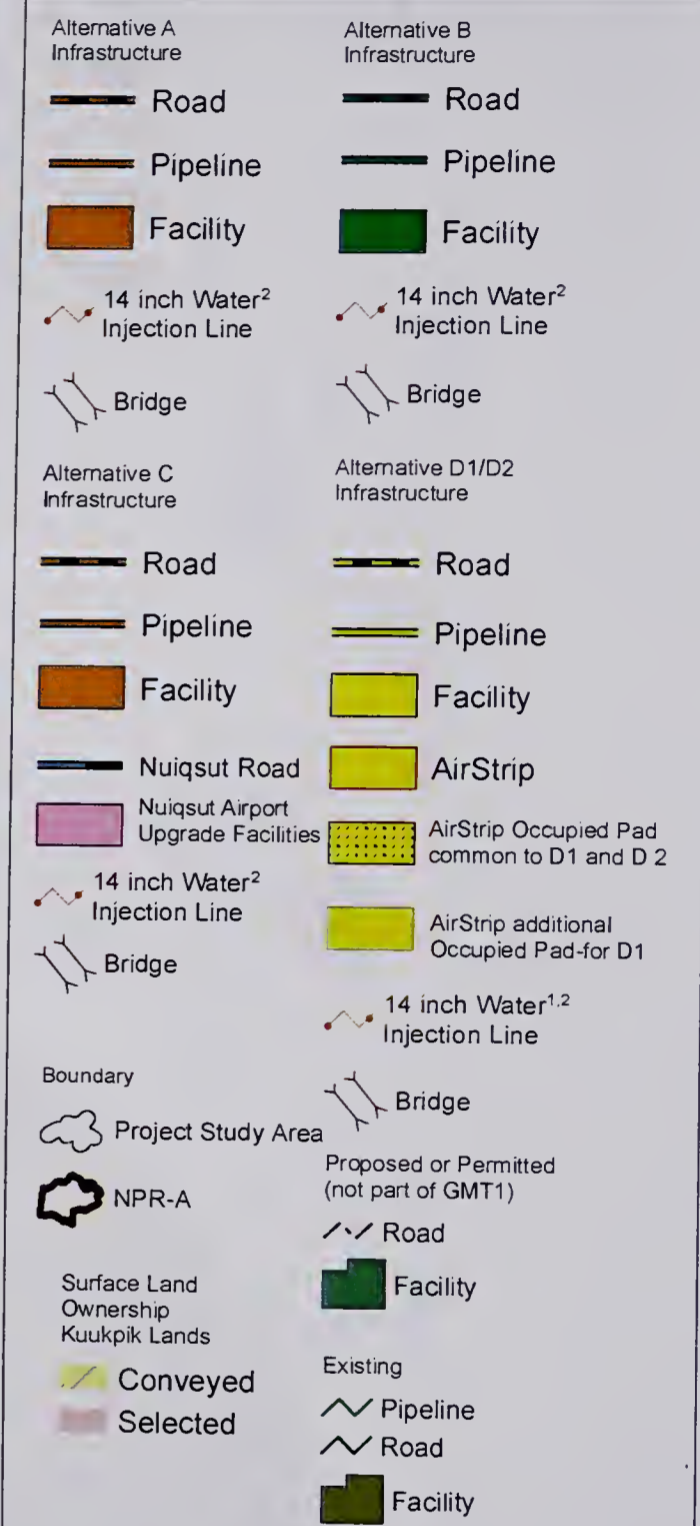 Alternative A
Infrastructure
Road
Pipeline
Facility
14 inch Water²
Injection Line
Bridge
Alternative B
Infrastructure
Road
Pipeline
Facility
14 inch Water²
Injection Line
Bridge
Alternative C
Infrastructure
Road
Pipeline
Facility
Nuiqsut Road
Nuiqsut Airport
Upgrade Facilities
14 inch Water²
Injection Line
Bridge
Alternative D1/D2
Infrastructure
Road
Pipeline
Facility
AirStrip
AirStrip Occupied Pad
common to D1 and D 2
AirStrip additional
Occupied Pad-for D1
14 inch Water¹,²
Injection Line
Bridge
Boundary
Project Study Area
NPR-A
Surface Land
Ownership
Kuukpik Lands
Conveyed
Selected
Proposed or Permitted
(not part of GMT1)
Road
Facility
Existing
Pipeline
Road
Facility